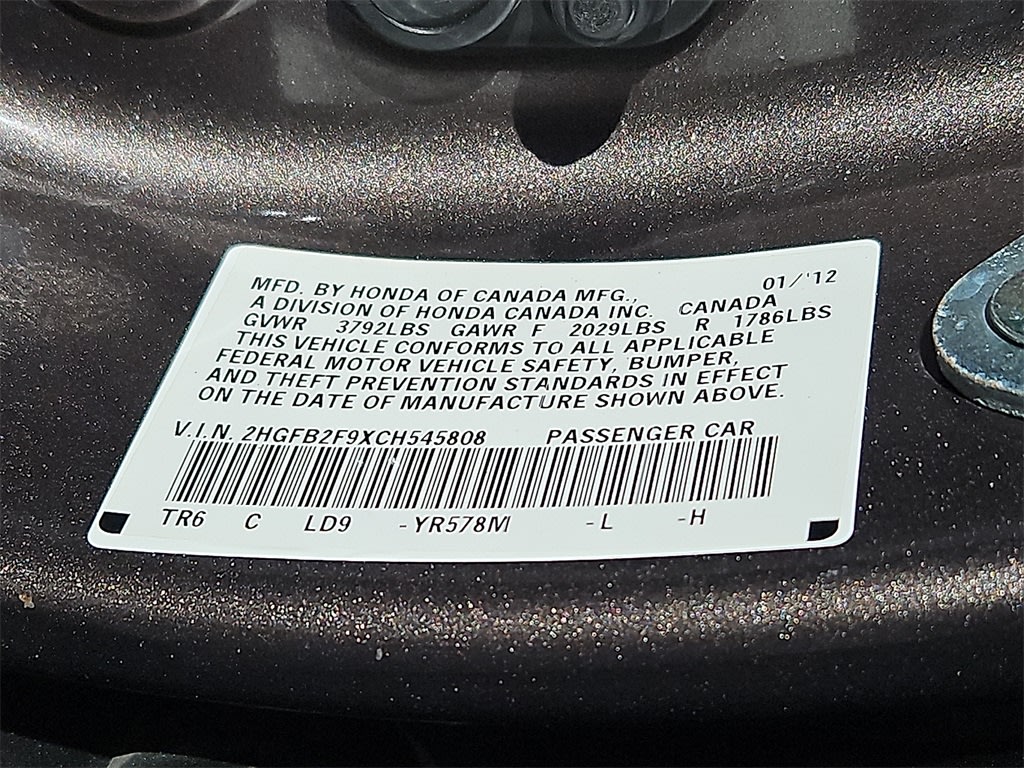 MFD. BY HONDA OF CANADA MFG., 01/'12
A DIVISION OF HONDA CANADA INC. CANADA
GVWR 3792LBS GAWR F 2029LBS R 1786LBS
THIS VEHICLE CONFORMS TO ALL APPLICABLE
FEDERAL MOTOR VEHICLE SAFETY, BUMPER,
AND THEFT PREVENTION STANDARDS IN EFFECT
ON THE DATE OF MANUFACTURE SHOWN ABOVE.
V.I.N. 2HGFB2F9XCH545808 PASSENGER CAR
TR6 C LD9 -YR578M -L -H